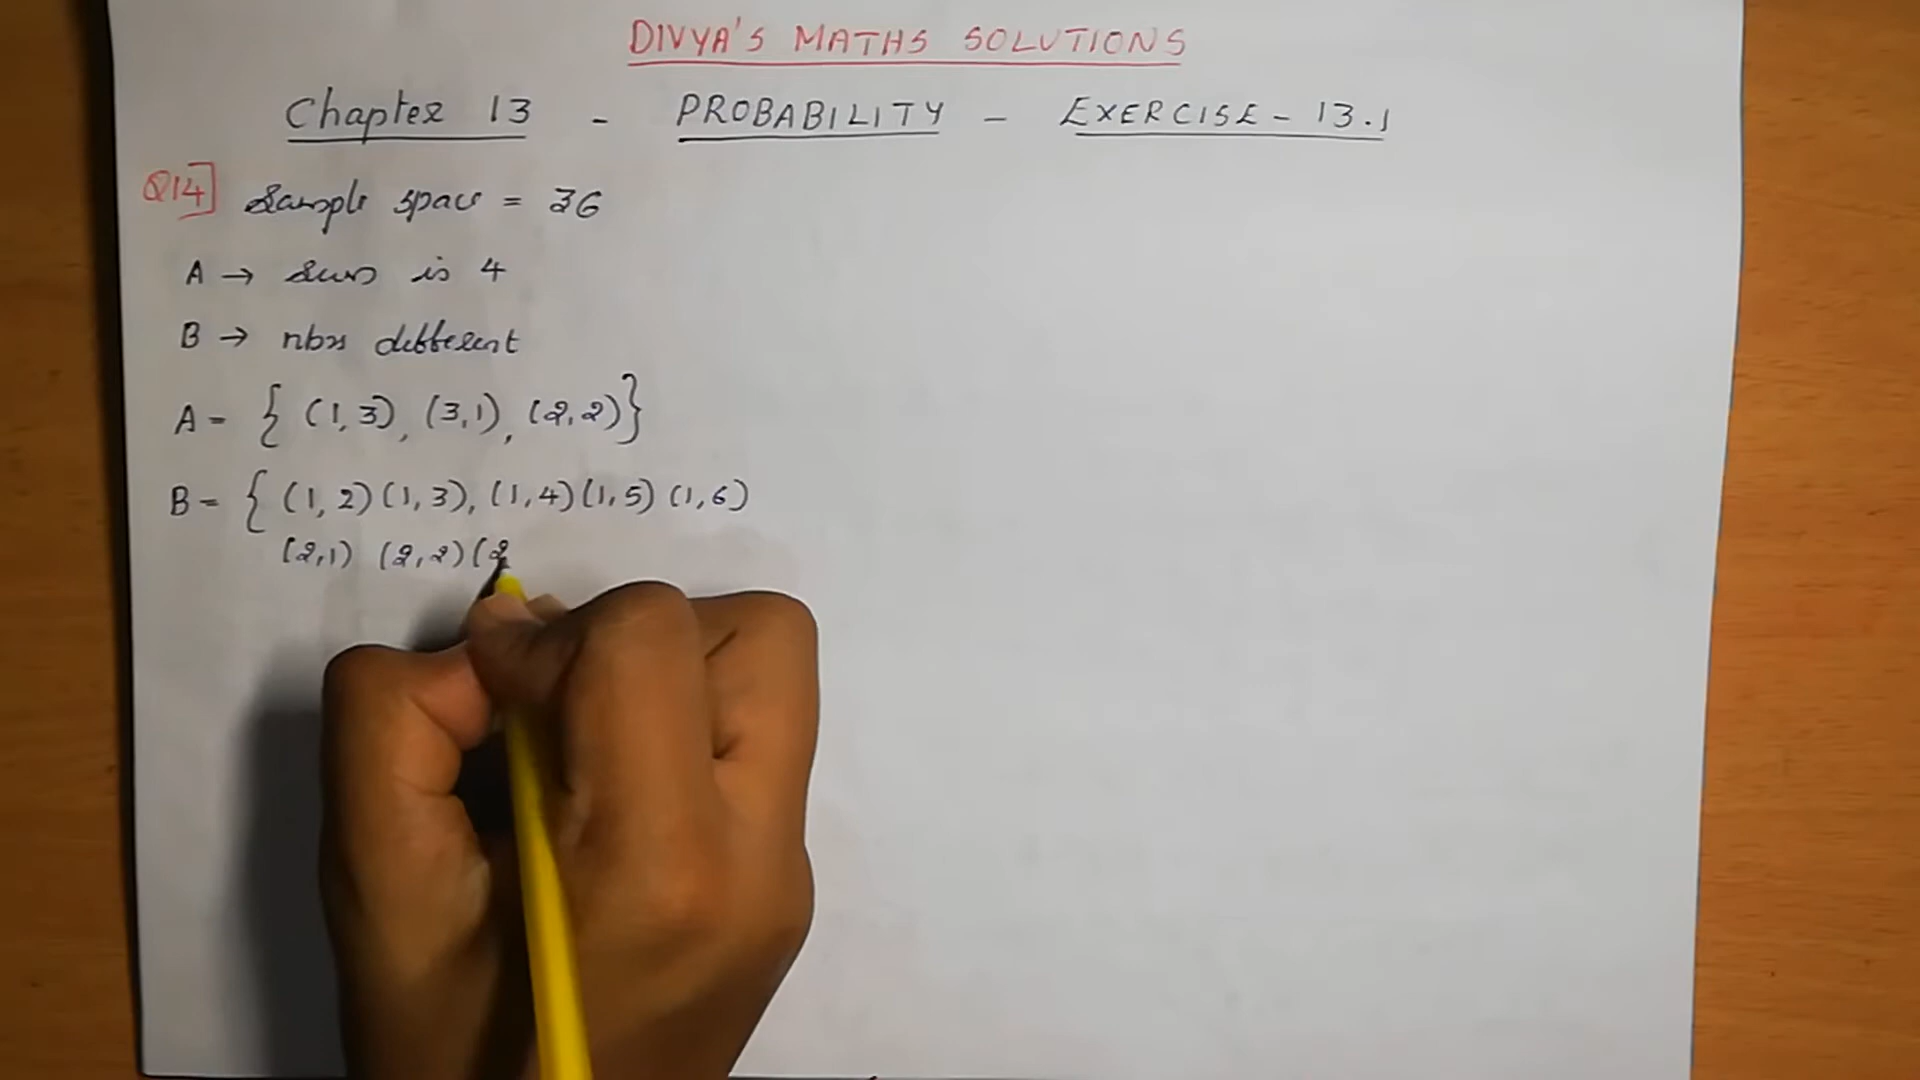 DIVYA'S MATHS SOLUTIONS
Chapter 13 - PROBABILITY - EXERCISE - 13.1
Q14] Sample space = 36
A → Sum is 4
B → nbrs different
A = { (1,3), (3,1), (2,2)}
B = { (1,2)(1,3), (1,4)(1,5) (1,6)
(2,1) (2,2)(2